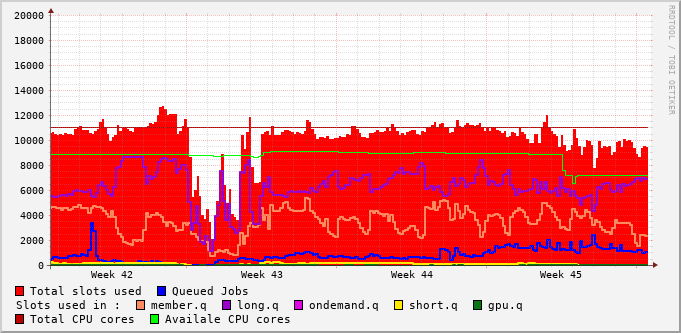 20000
18000
16000
14000
12000
10000
8000
6000
4000
2000
0
Week 42 Week 43 Week 44 Week 45
RRDTOOL / TOBI OETIKER
Total slots used Queued Jobs
Slots used in : member.q long.q ondemand.q short.q gpu.q
Total CPU cores Availale CPU cores